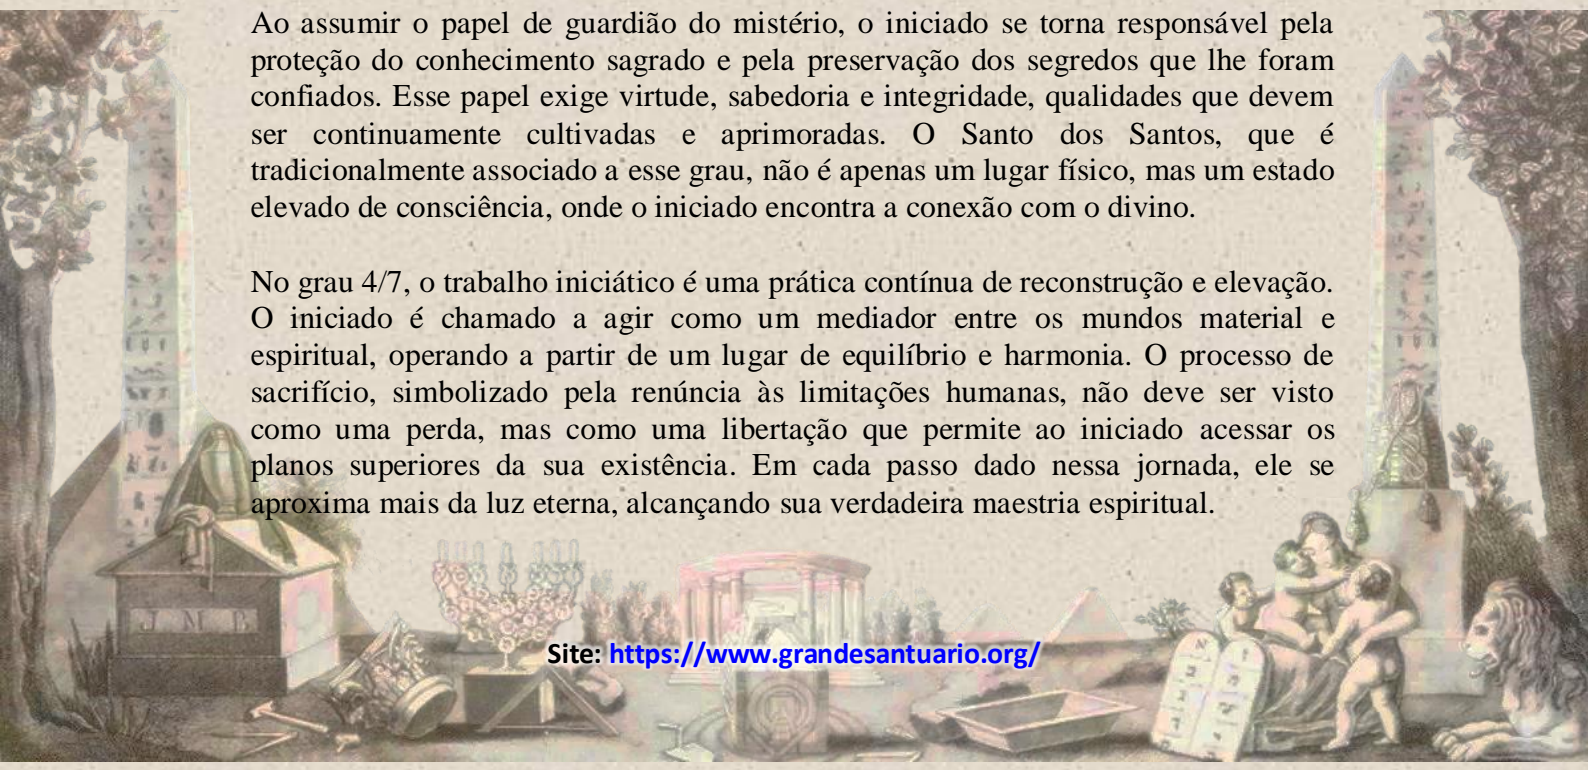 Ao assumir o papel de guardião do mistério, o iniciado se torna responsável pela
proteção do conhecimento sagrado e pela preservação dos segredos que lhe foram
confiados. Esse papel exige virtude, sabedoria e integridade, qualidades que devem
ser continuamente cultivadas e aprimoradas. O Santo dos Santos, que é
tradicionalmente associado a esse grau, não é apenas um lugar físico, mas um estado
elevado de consciência, onde o iniciado encontra a conexão com o divino.
No grau 4/7, o trabalho iniciático é uma prática contínua de reconstrução e elevação.
O iniciado é chamado a agir como um mediador entre os mundos material e
espiritual, operando a partir de um lugar de equilíbrio e harmonia. O processo de
sacrifício, simbolizado pela renúncia às limitações humanas, não deve ser visto
como uma perda, mas como uma libertação que permite ao iniciado acessar os
planos superiores da sua existência. Em cada passo dado nessa jornada, ele se
aproxima mais da luz eterna, alcançando sua verdadeira maestria espiritual.
J M B
Site: https://www.grandesantuario.org/